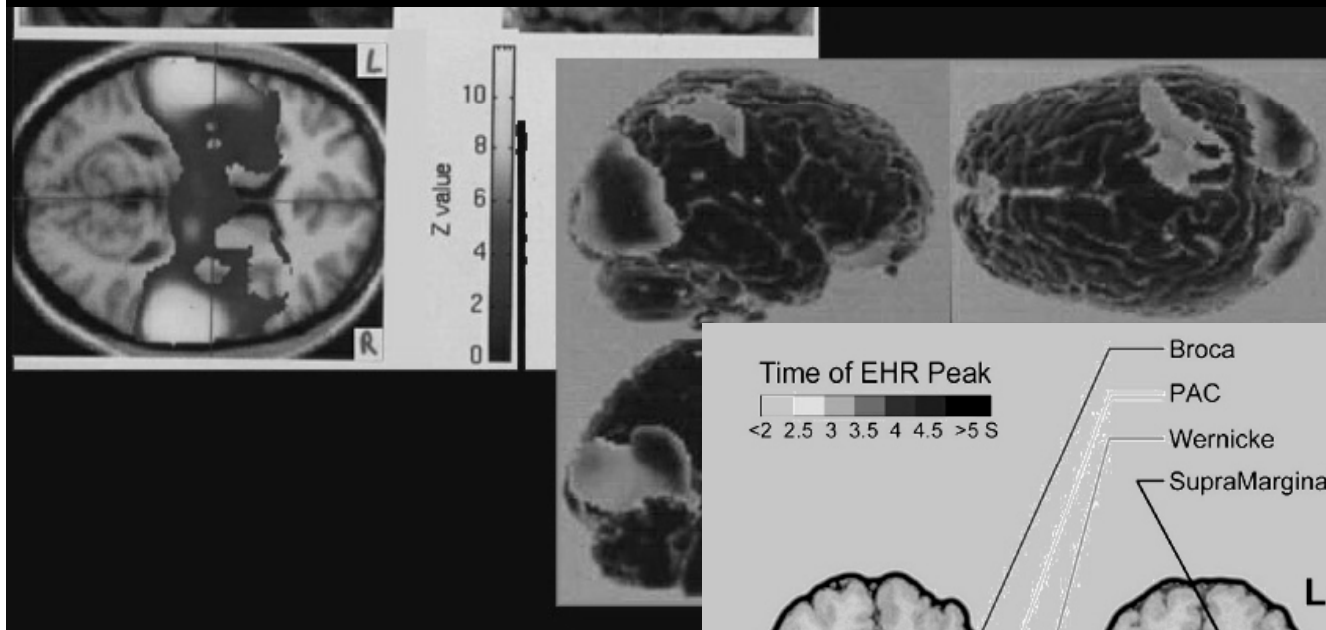 L
10
8
6
4
2
0
Z value
R
Time of EHR Peak
<2 2.5 3 3.5 4 4.5 >5 S
Broca
PAC
Wernicke
SupraMargina
L